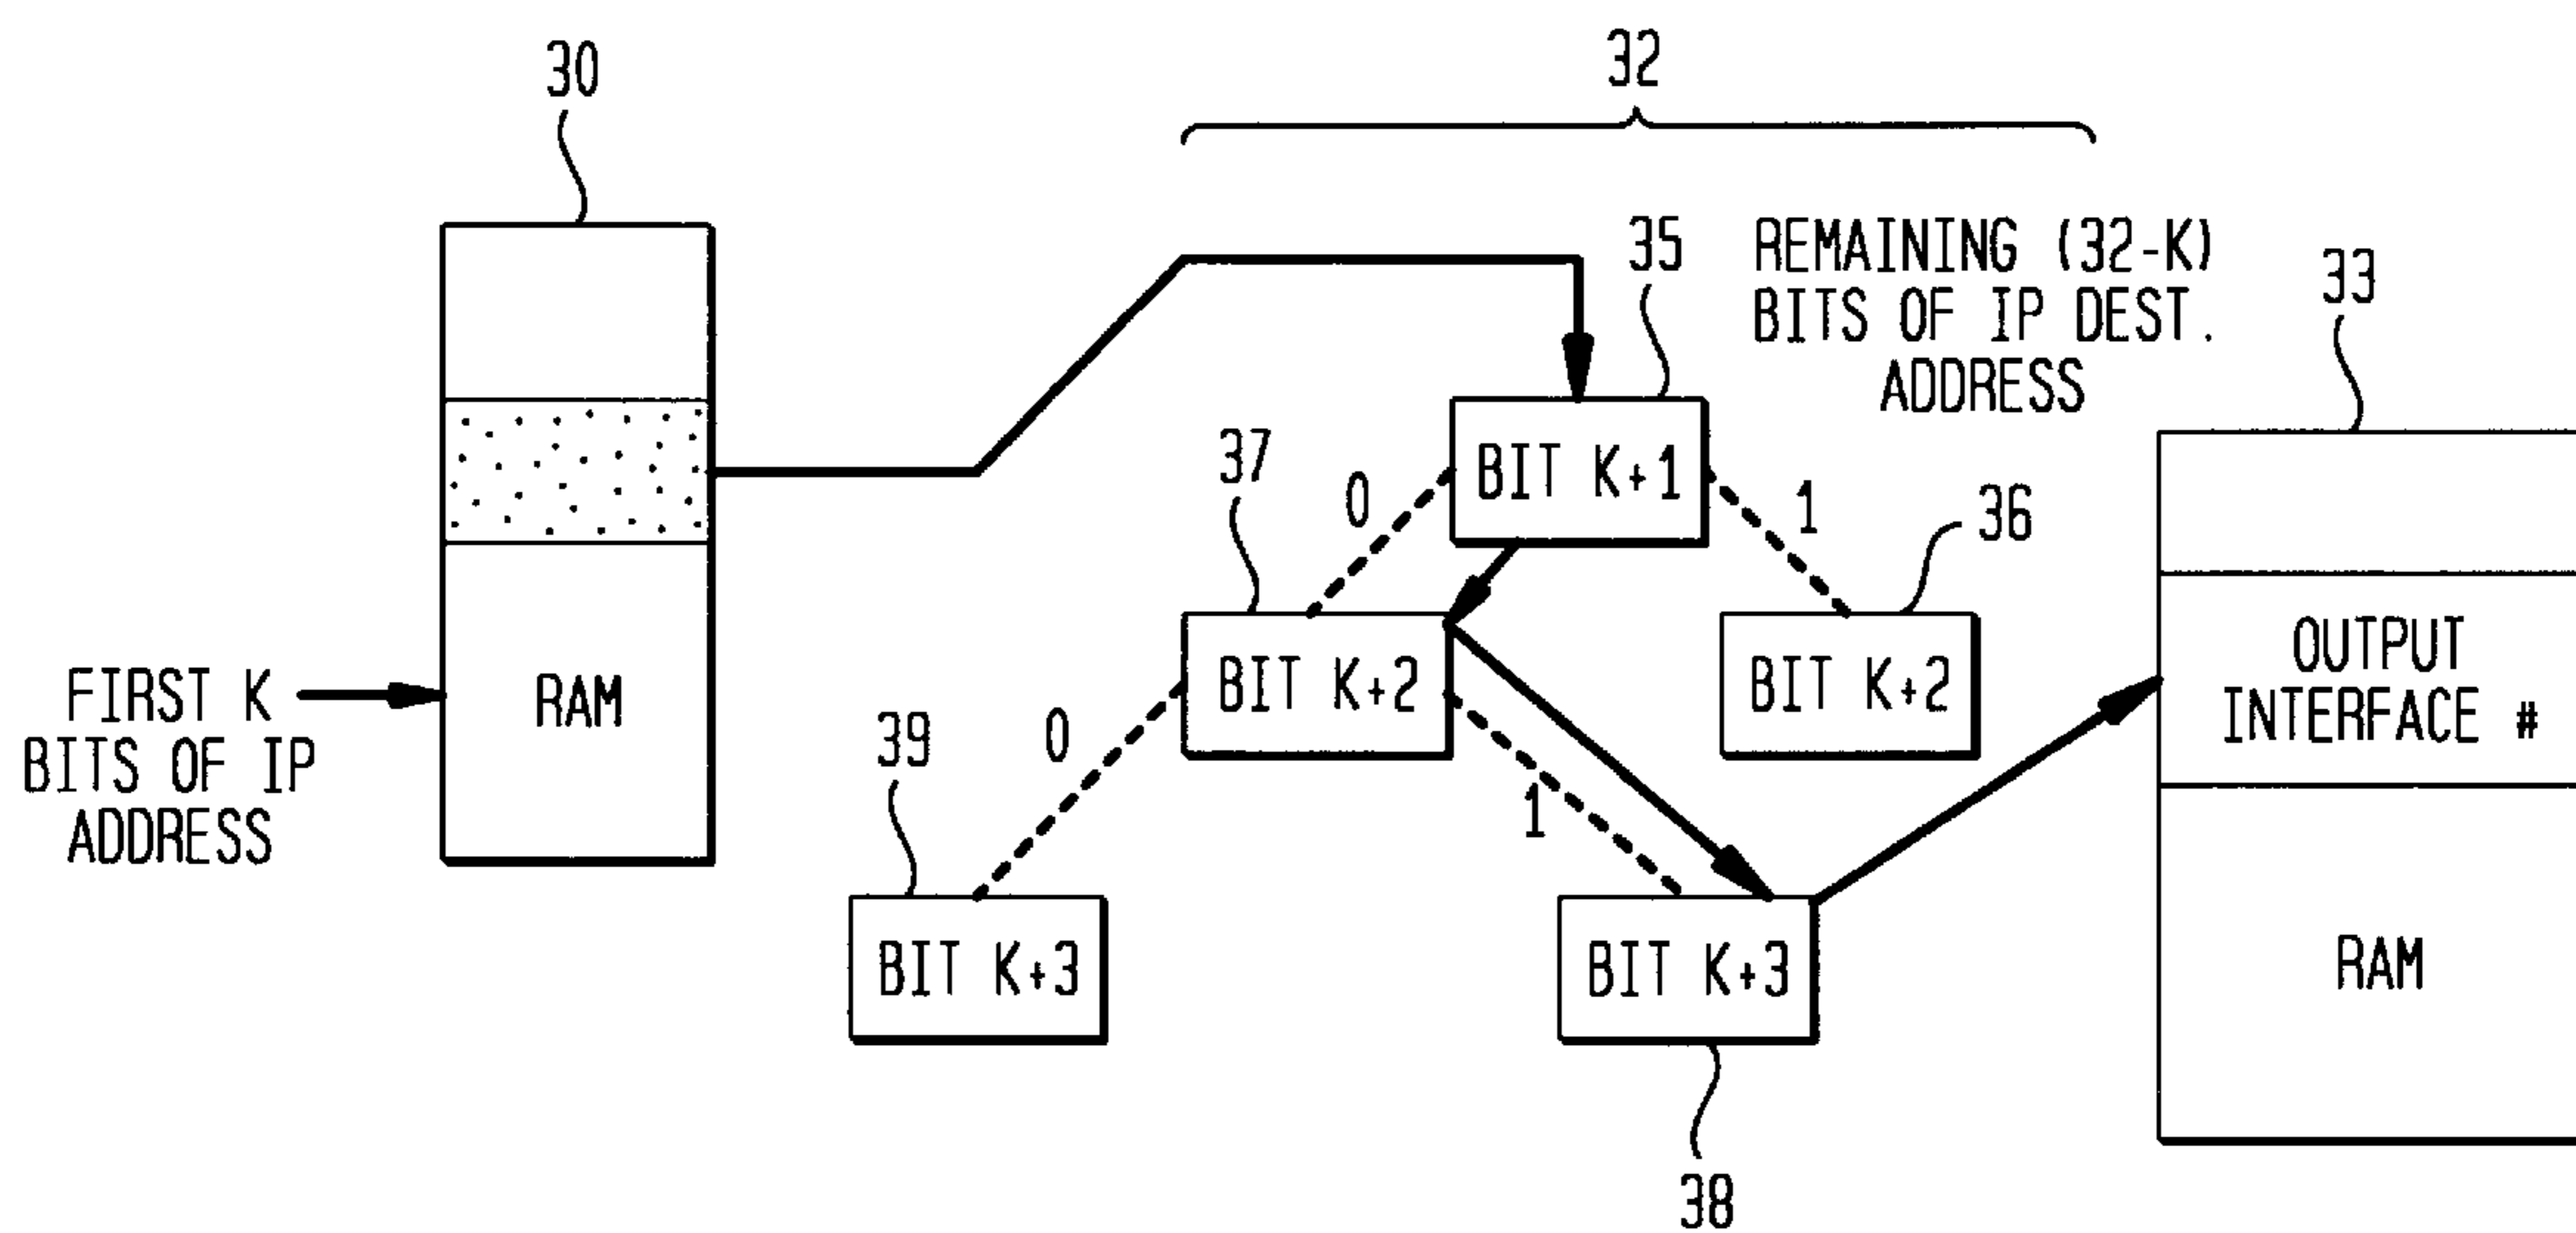 30
32
35
REMAINING (32-K)
BITS OF IP DEST.
ADDRESS
33
37
0
BIT K+1
1
36
FIRST K
BITS OF IP
ADDRESS
RAM
39
0
BIT K+2
1
BIT K+2
OUTPUT
INTERFACE #
BIT K+3
BIT K+3
RAM
38